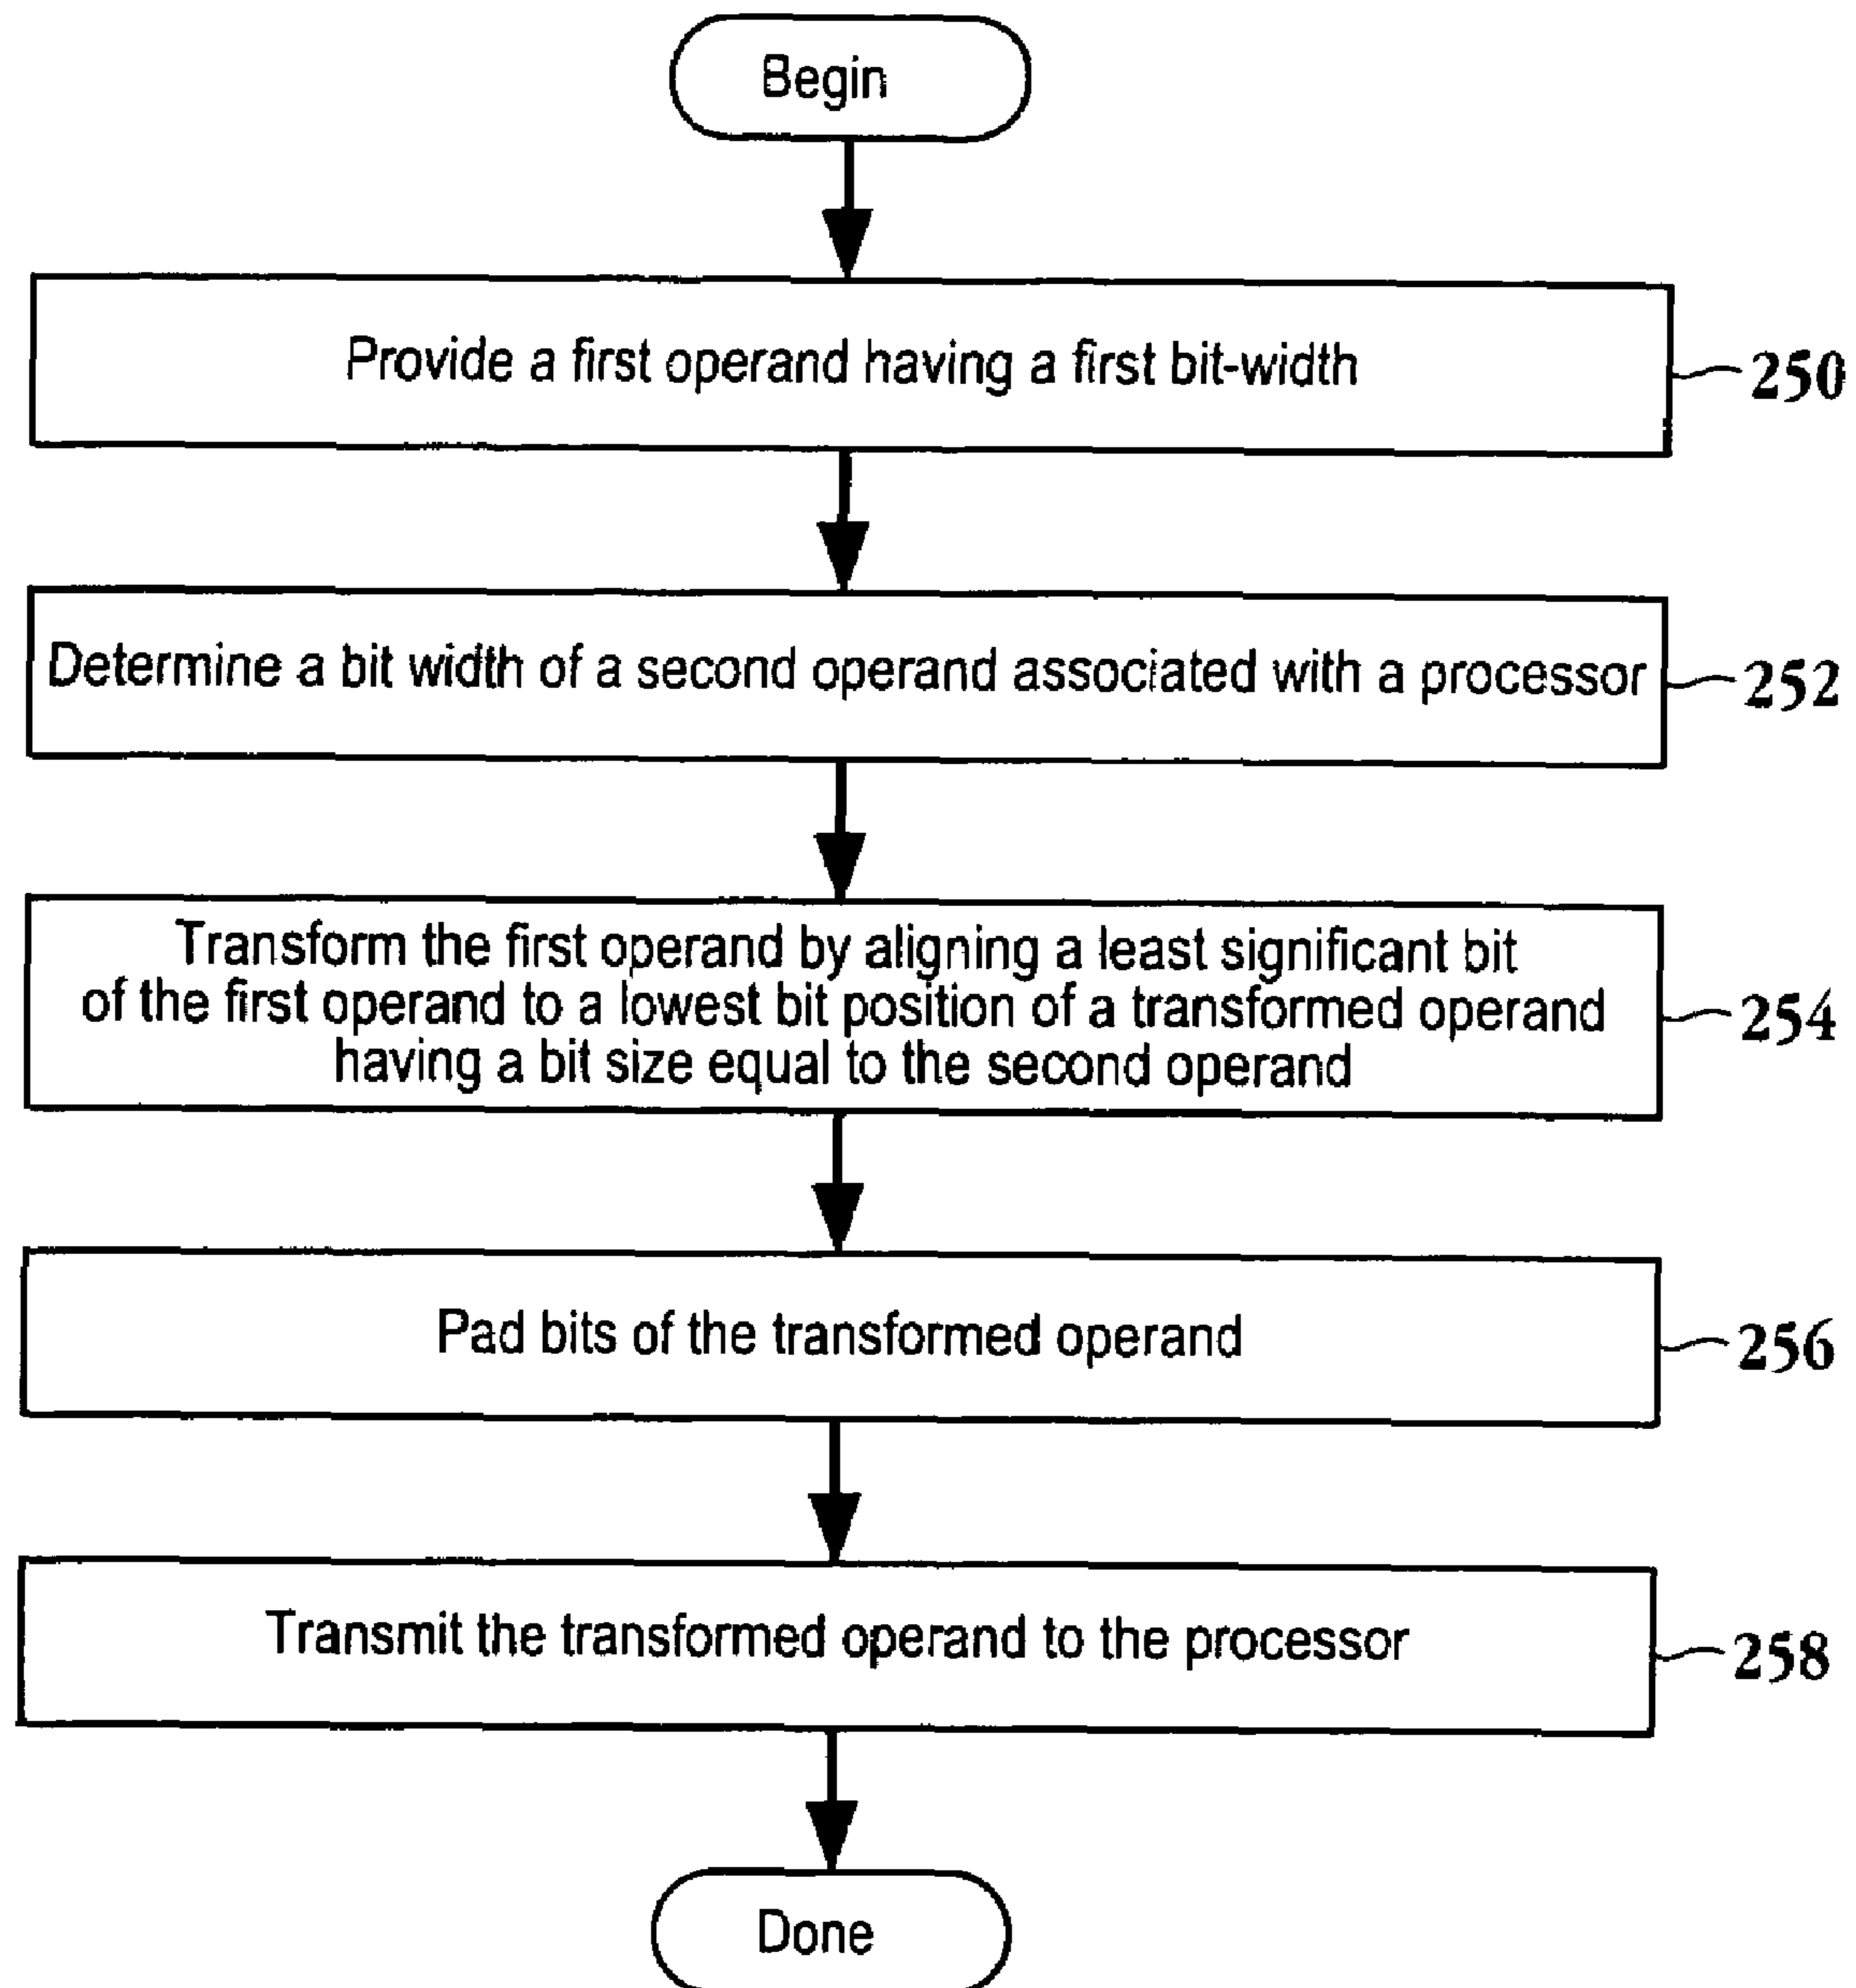 Begin
Provide a first operand having a first bit-width
250
Determine a bit width of a second operand associated with a processor
252
Transform the first operand by aligning a least significant bit
of the first operand to a lowest bit position of a transformed operand
having a bit size equal to the second operand
254
Pad bits of the transformed operand
256
Transmit the transformed operand to the processor
258
Done